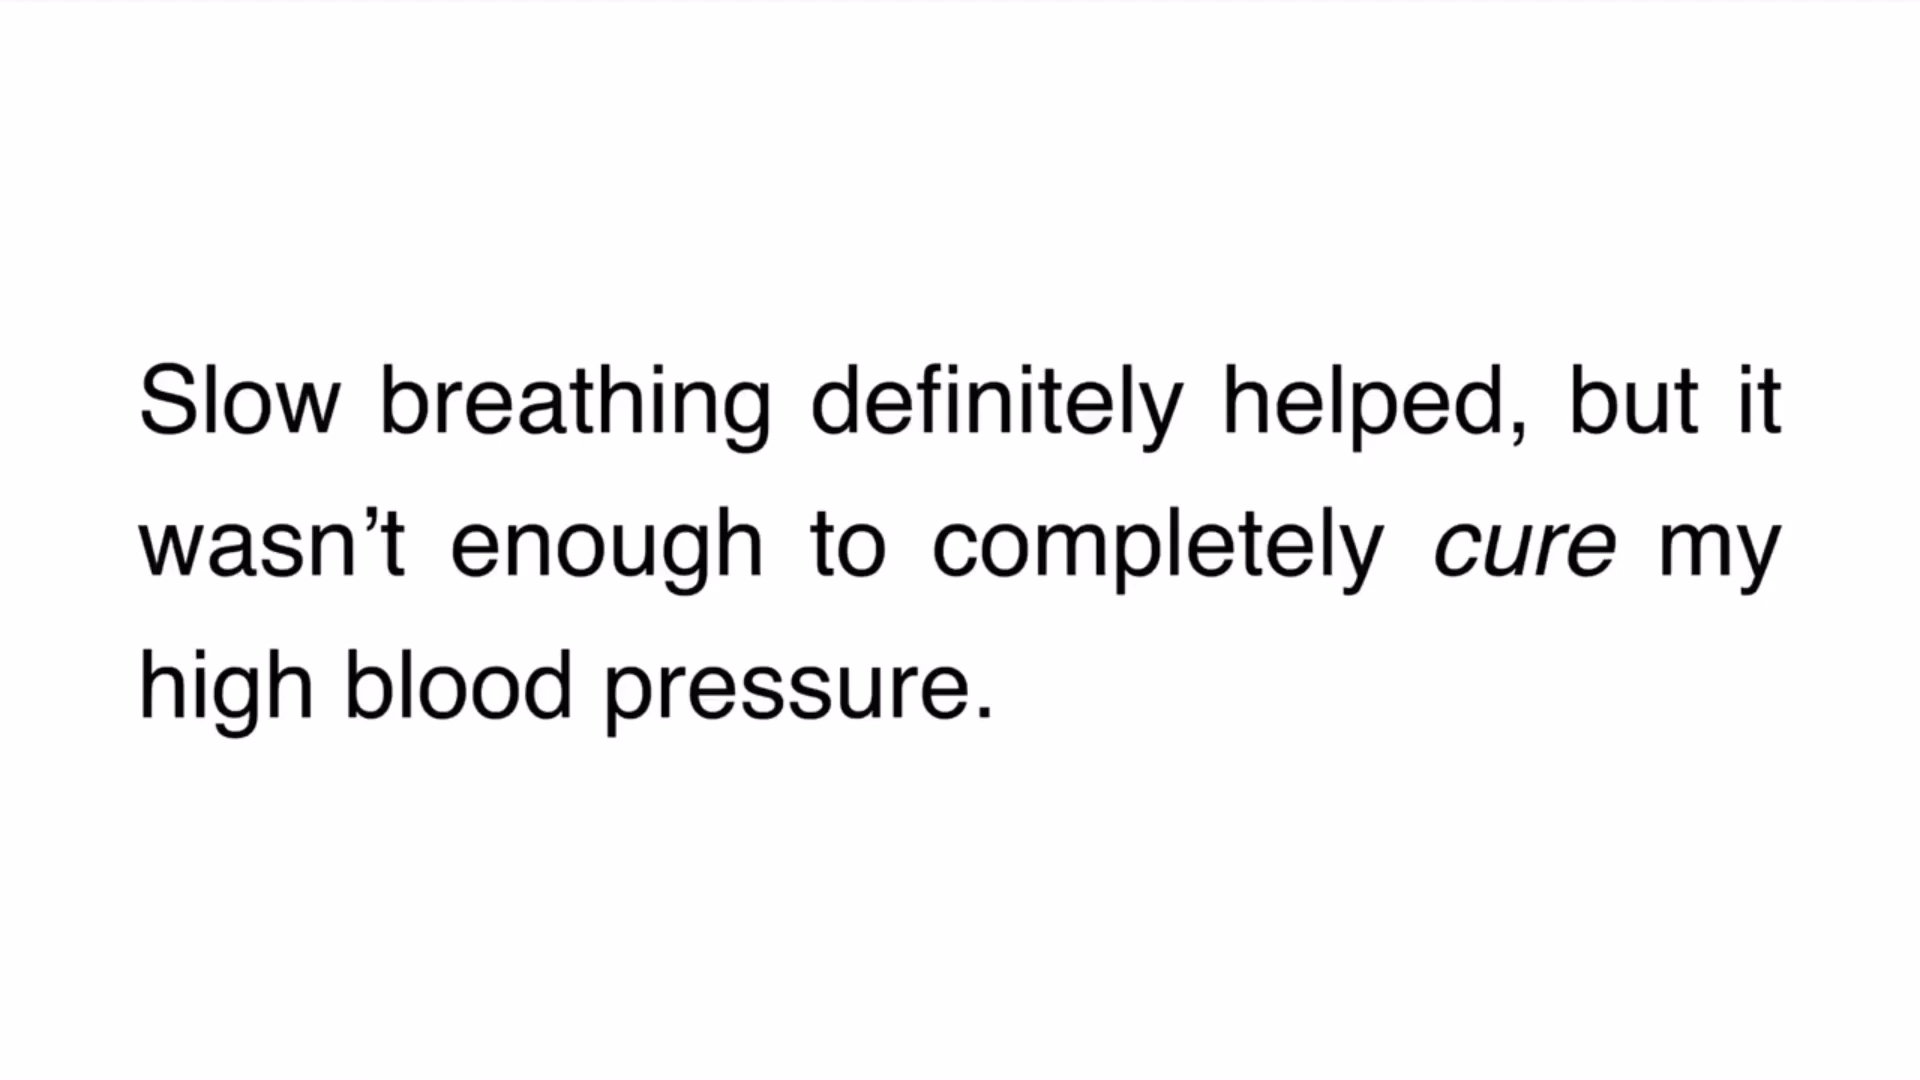 Slow breathing definitely helped, but it
wasn’t enough to completely cure my
high blood pressure.